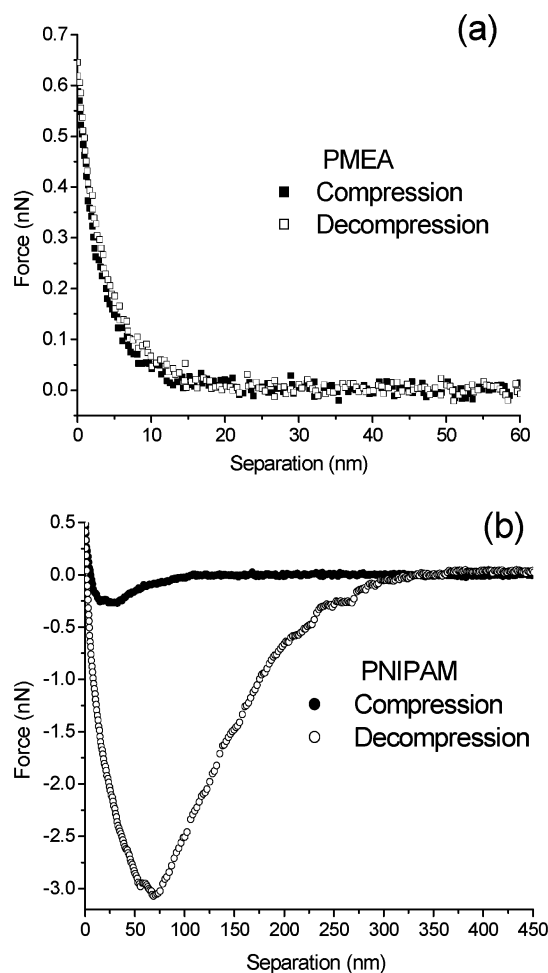 (a)
0.7
0.6
0.5
0.4
0.3
0.2
0.1
0.0
Force (nN)
PMEA
Compression
Decompression
0 10 20 30 40 50 60
Separation (nm)
(b)
0.5
0.0
-0.5
-1.0
-1.5
-2.0
-2.5
-3.0
Force (nN)
PNIPAM
Compression
Decompression
0 50 100 150 200 250 300 350 400 450
Separation (nm)